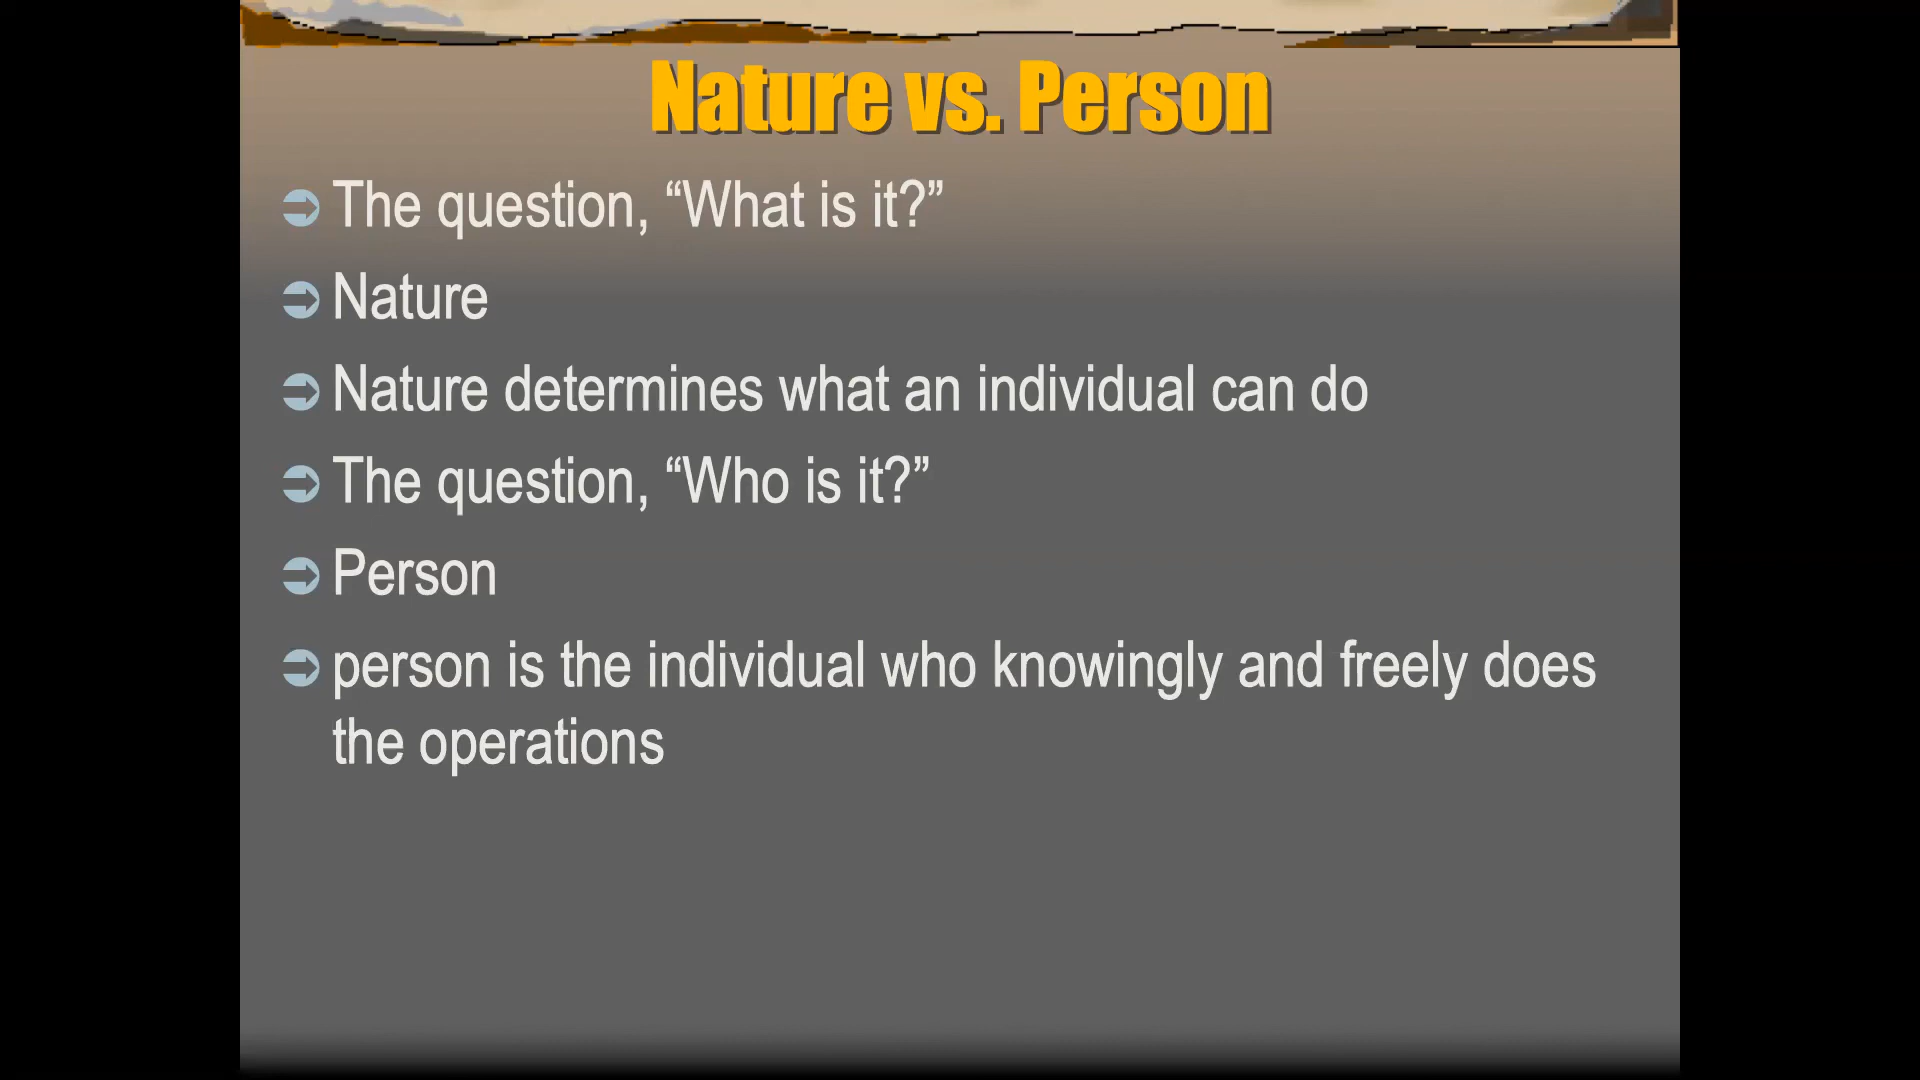 Nature vs. Person
The question, “What is it?”
Nature
Nature determines what an individual can do
The question, “Who is it?”
Person
person is the individual who knowingly and freely does
the operations